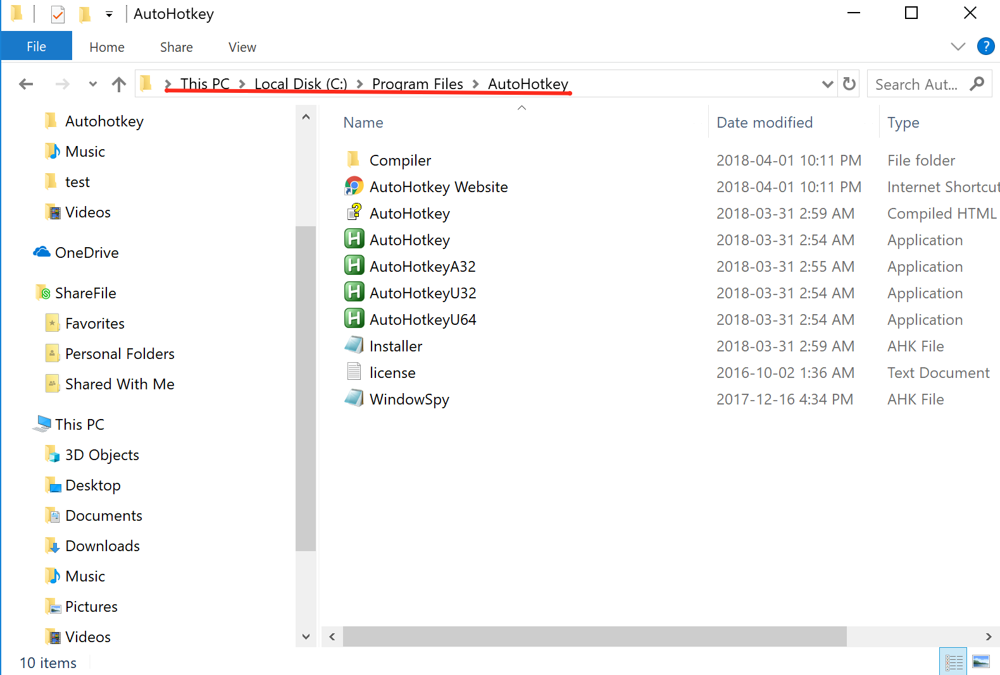 AutoHotkey
File Home Share View ?
This PC Local Disk (C:) Program Files AutoHotkey Search Aut...
Autohotkey
Music
test
Videos
OneDrive
ShareFile
Favorites
Personal Folders
Shared With Me
This PC
3D Objects
Desktop
Documents
Downloads
Music
Pictures
Videos
Name Date modified Type
Compiler 2018-04-01 10:11 PM File folder
AutoHotkey Website 2018-04-01 10:11 PM Internet Shortcut
AutoHotkey 2018-03-31 2:59 AM Compiled HTML
AutoHotkey 2018-03-31 2:54 AM Application
AutoHotkeyA32 2018-03-31 2:55 AM Application
AutoHotkeyU32 2018-03-31 2:54 AM Application
AutoHotkeyU64 2018-03-31 2:54 AM Application
Installer 2018-03-31 2:59 AM AHK File
license 2016-10-02 1:36 AM Text Document
WindowSpy 2017-12-16 4:34 PM AHK File
10 items